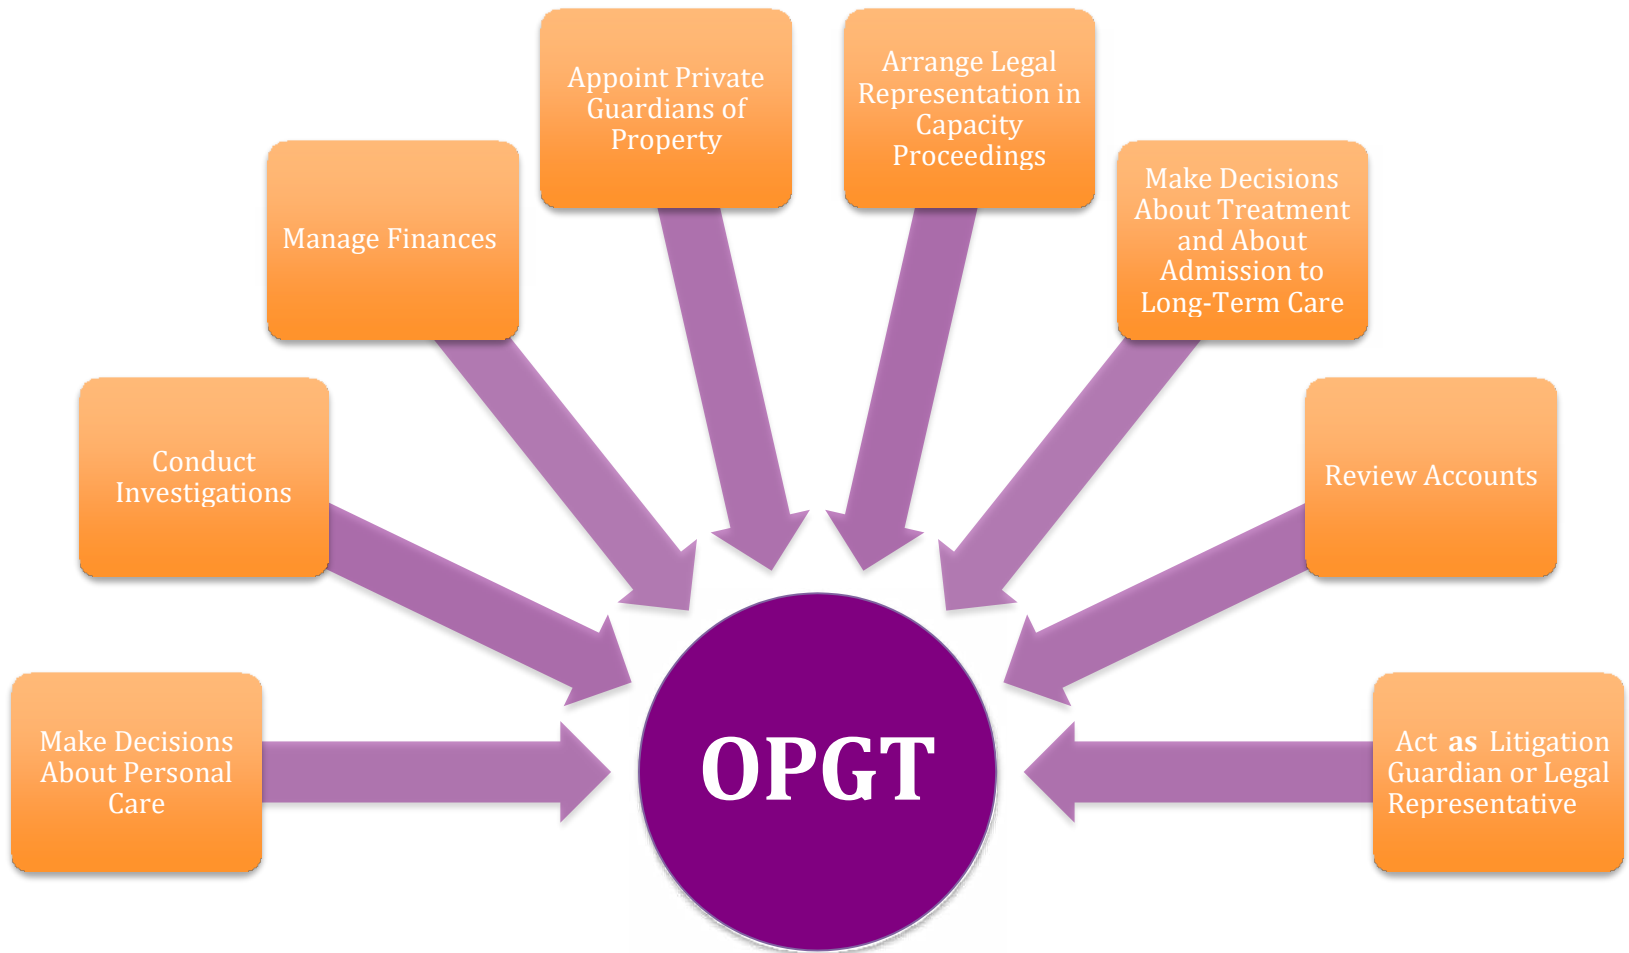 Make Decisions
About Personal
Care
Conduct
Investigations
Manage Finances
Appoint Private
Guardians of
Property
Arrange Legal
Representation in
Capacity
Proceedings
Make Decisions
About Treatment
and About
Admission to
Long-Term Care
Review Accounts
Act as Litigation
Guardian or Legal
Representative
OPGT